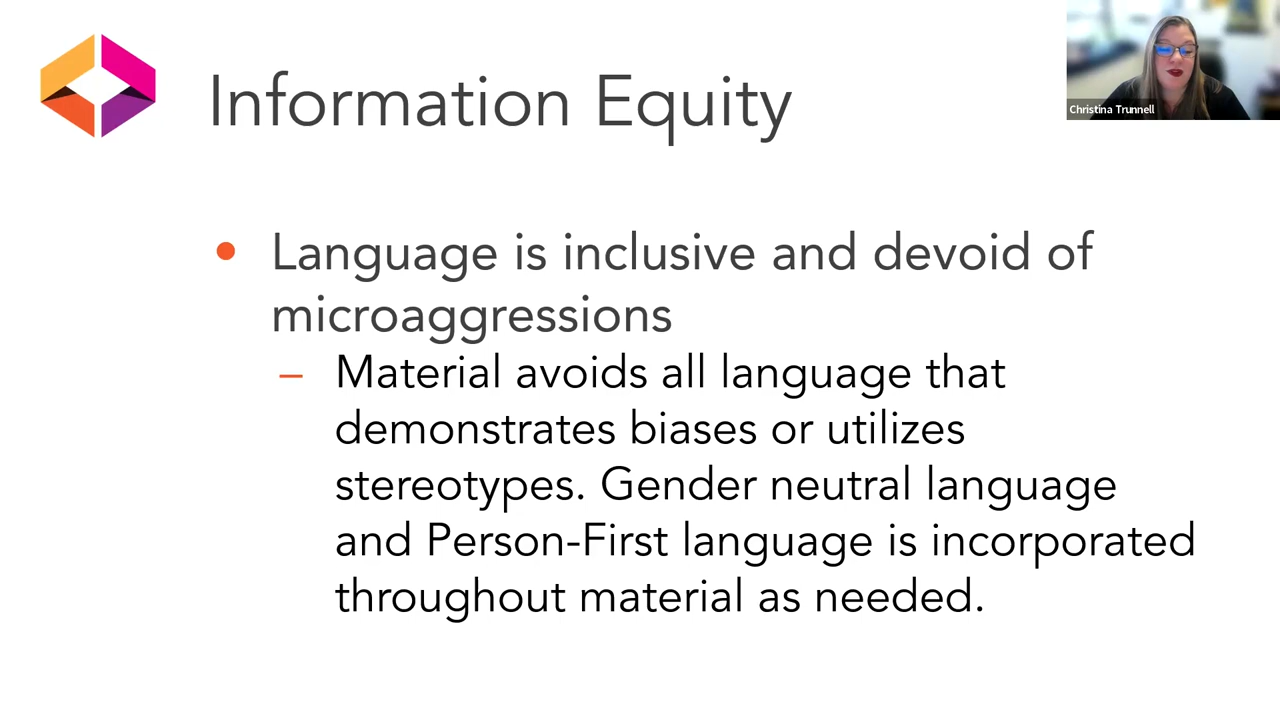 Information Equity
Christina Trunnell
• Language is inclusive and devoid of
microaggressions
– Material avoids all language that
demonstrates biases or utilizes
stereotypes. Gender neutral language
and Person-First language is incorporated
throughout material as needed.